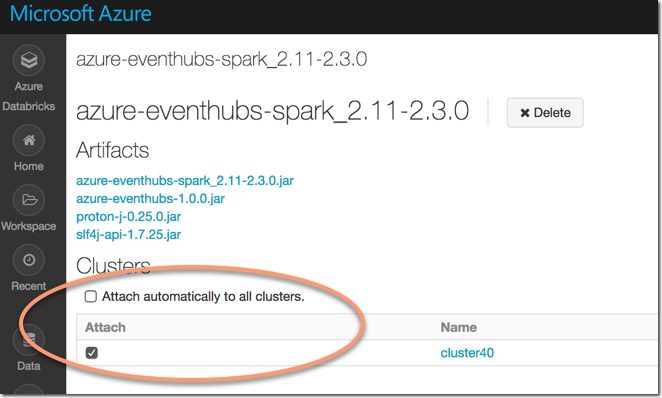 Microsoft Azure
Azure
Databricks
Home
Workspace
Recent
Data
azure-eventhubs-spark_2.11-2.3.0
azure-eventhubs-spark_2.11-2.3.0
✖ Delete
Artifacts
azure-eventhubs-spark_2.11-2.3.0.jar
azure-eventhubs-1.0.0.jar
proton-j-0.25.0.jar
slf4j-api-1.7.25.jar
Clusters
Attach automatically to all clusters.
Attach Name
cluster40